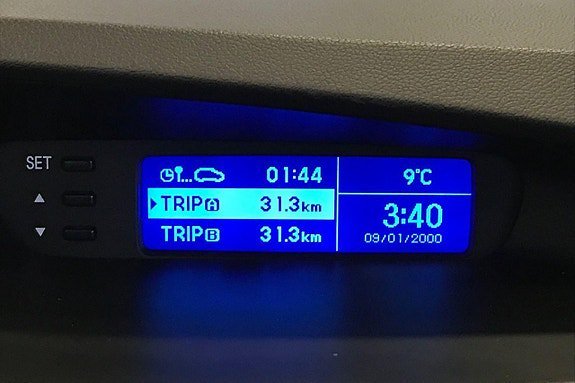 SET
▲
▼
01:44
TRIP A 31.3km
TRIP B 31.3km
9°C
3:40
09/01/2000